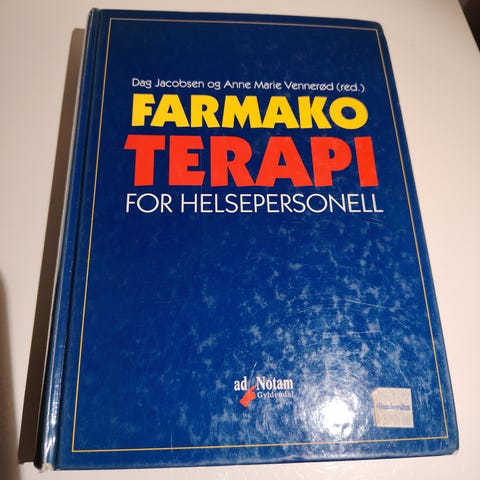 Dag Jacobsen og Anne Marie Vennerød (red.)
FARMAKO
TERAPI
FOR HELSEPERSONELL
ad Notam
Gyldendal